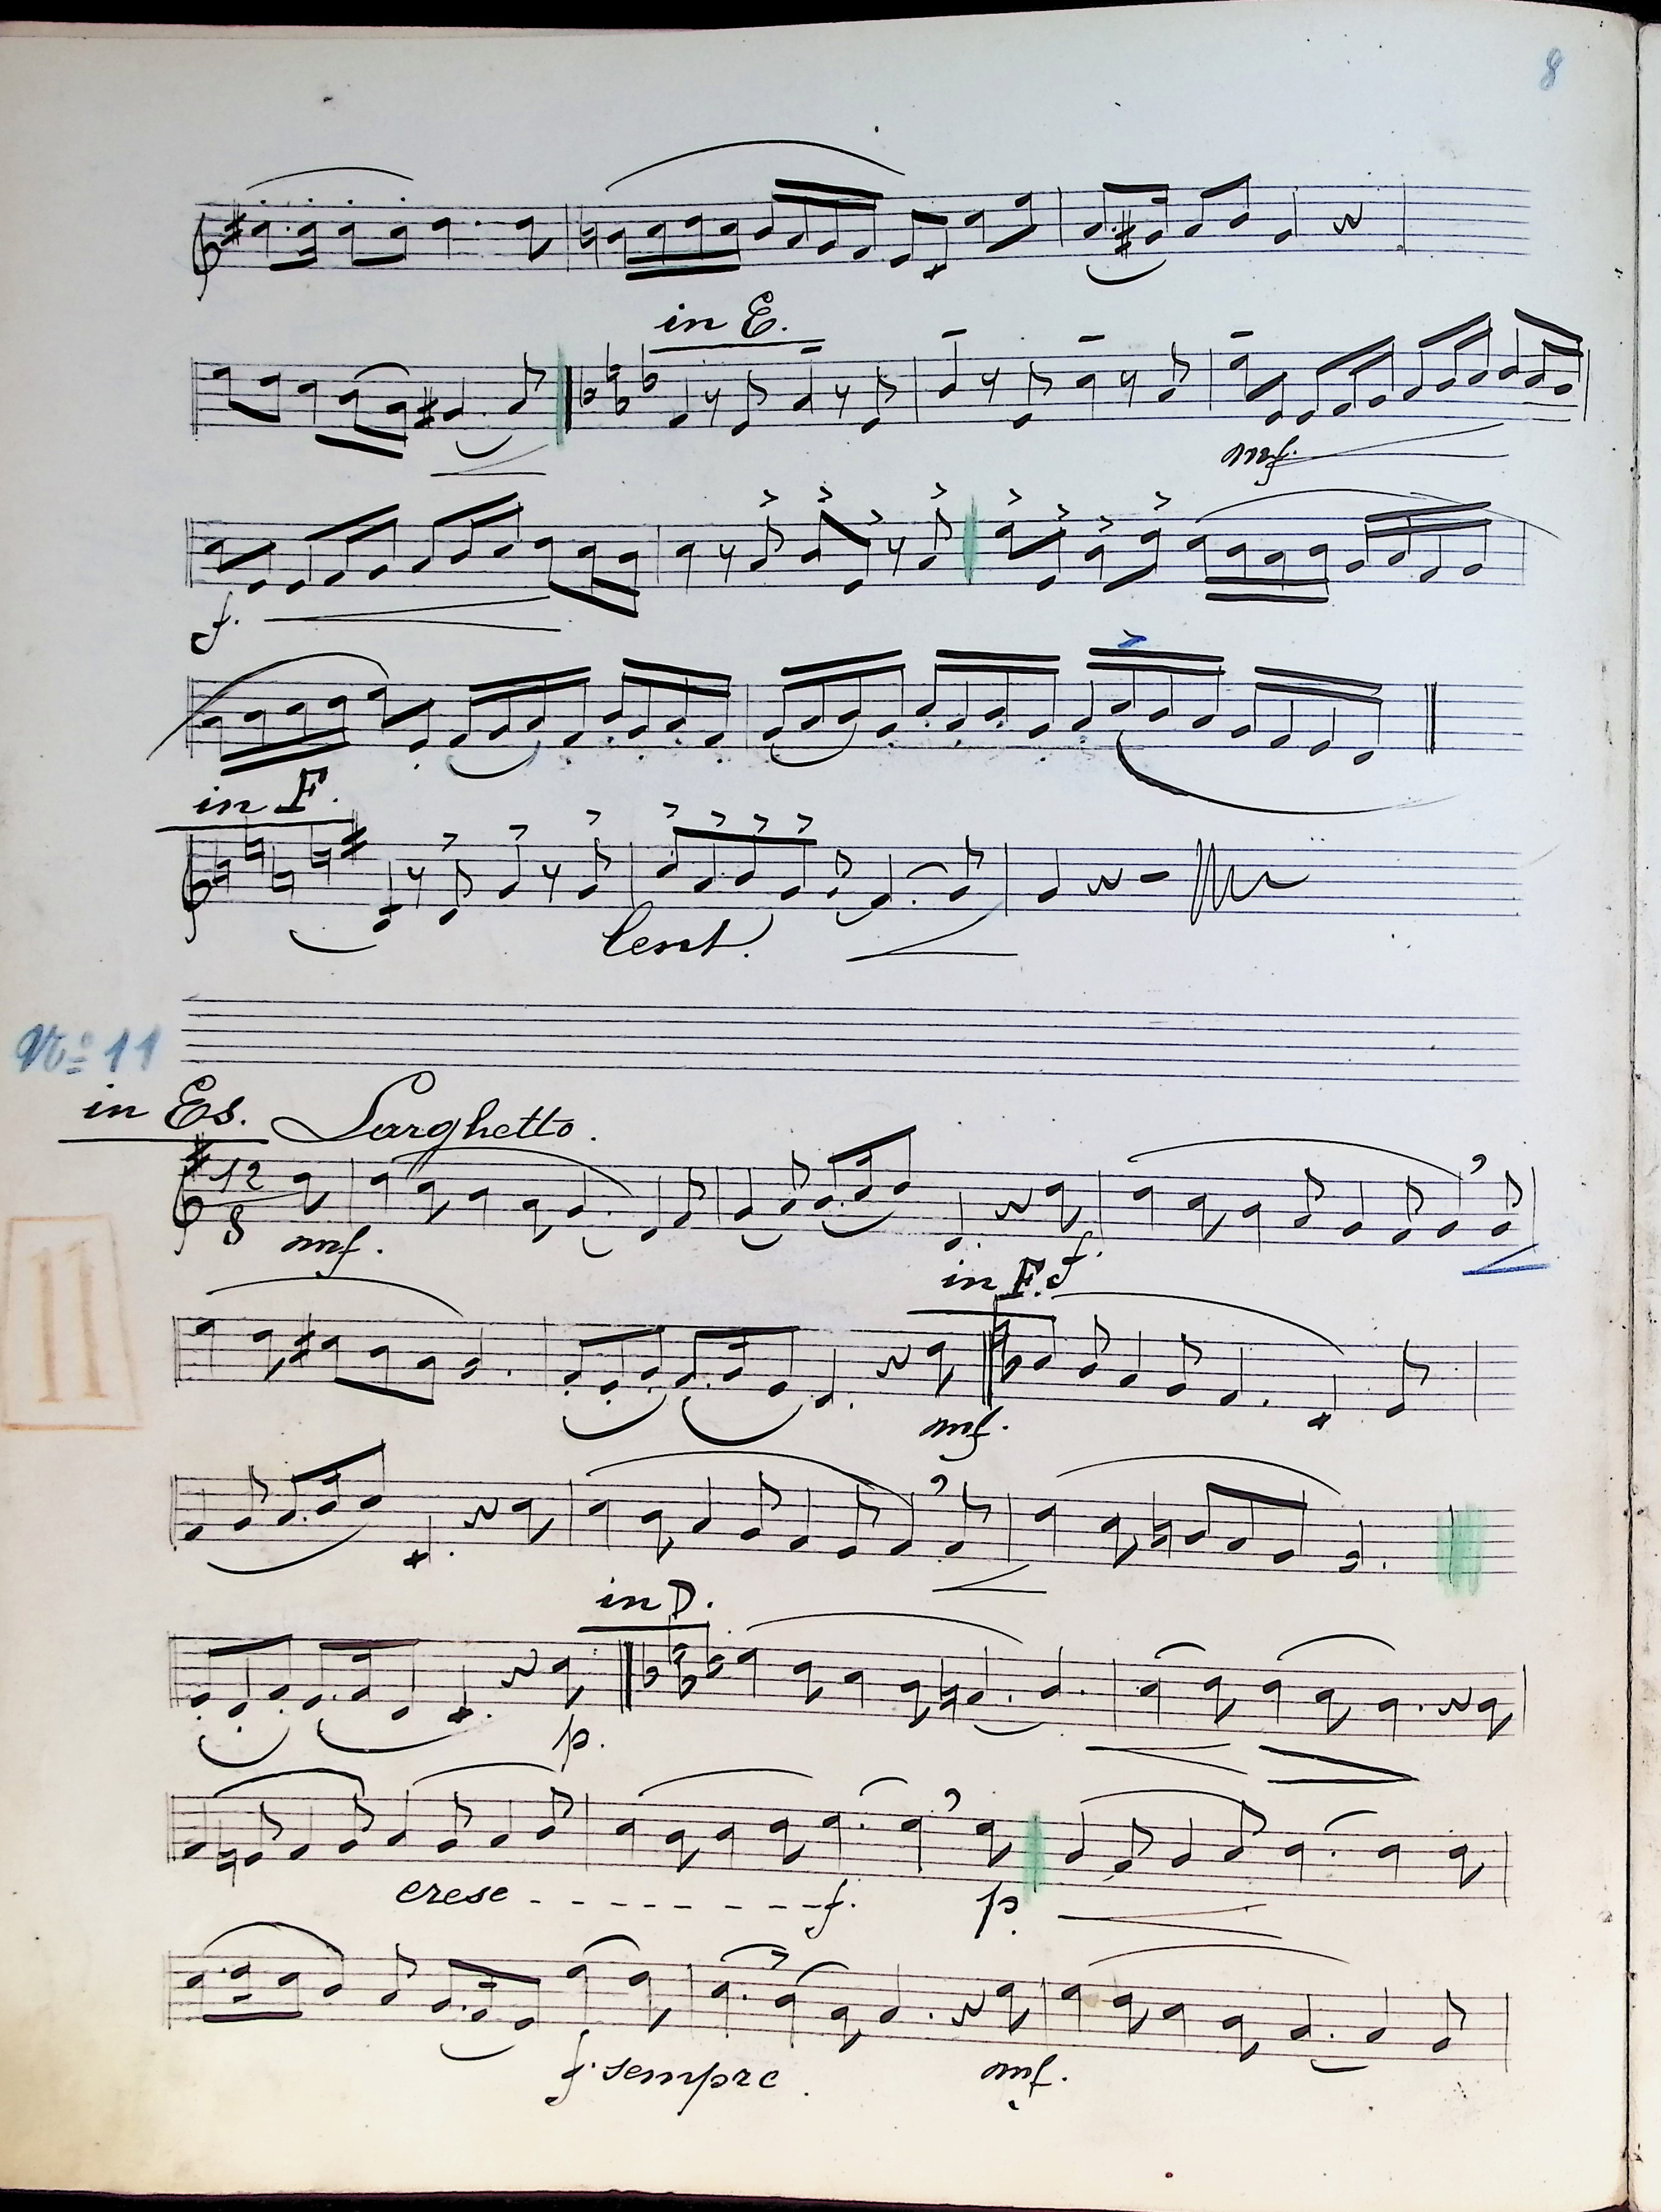 8
in E.
mf.
f.
in F.
lent.
№ 11
in Es. Larghetto.
12
8
mf.
f.
11
in F.
mf.
in D.
p.
cresc - - - - - - - - f. p.
f. sempre. mf.